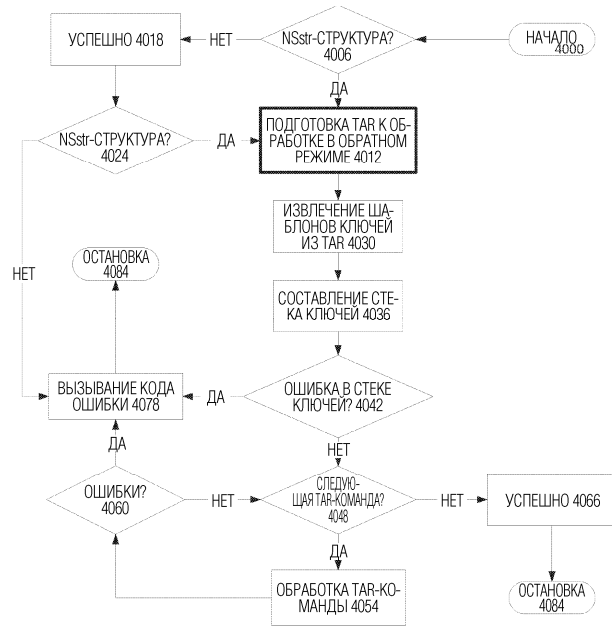 НАЧАЛО
4000
NSstr-СТРУКТУРА?
4006
НЕТ
УСПЕШНО 4018
ДА
NSstr-СТРУКТУРА?
4024
ДА
ПОДГОТОВКА TAR К ОБ-
РАБОТКЕ В ОБРАТНОМ
РЕЖИМЕ 4012
ИЗВЛЕЧЕНИЕ ША-
БЛОНОВ КЛЮЧЕЙ
ИЗ TAR 4030
НЕТ
ОСТАНОВКА
4084
СОСТАВЛЕНИЕ СТЕ-
КА КЛЮЧЕЙ 4036
ВЫЗЫВАНИЕ КОДА
ОШИБКИ 4078
ДА
ОШИБКА В СТЕКЕ
КЛЮЧЕЙ? 4042
ДА
НЕТ
ОШИБКИ?
4060
НЕТ
СЛЕДУЮ-
ЩАЯ TAR-КОМАНДА?
4048
НЕТ
УСПЕШНО 4066
ДА
ОБРАБОТКА TAR-КО-
МАНДЫ 4054
ОСТАНОВКА
4084